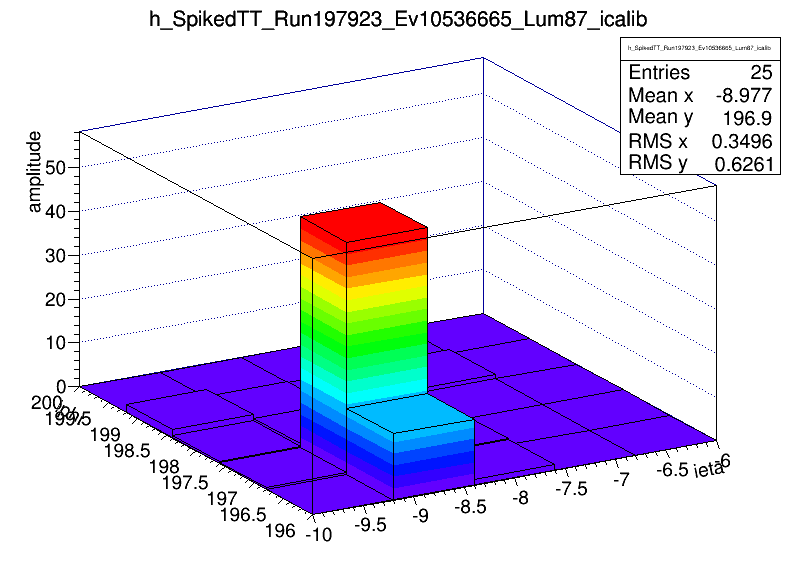 h_SpikedTT_Run197923_Ev10536665_Lum87_icalib
h_SpikedTT_Run197923_Ev10536665_Lum87_icalib
Entries 25
Mean x -8.977
Mean y 196.9
RMS x 0.3496
RMS y 0.6261
amplitude
50
40
30
20
10
0
200
199.5
199
198.5
198
197.5
197
196.5
196
-10
-9.5
-9
-8.5
-8
-7.5
-7
-6.5
-6
ieta